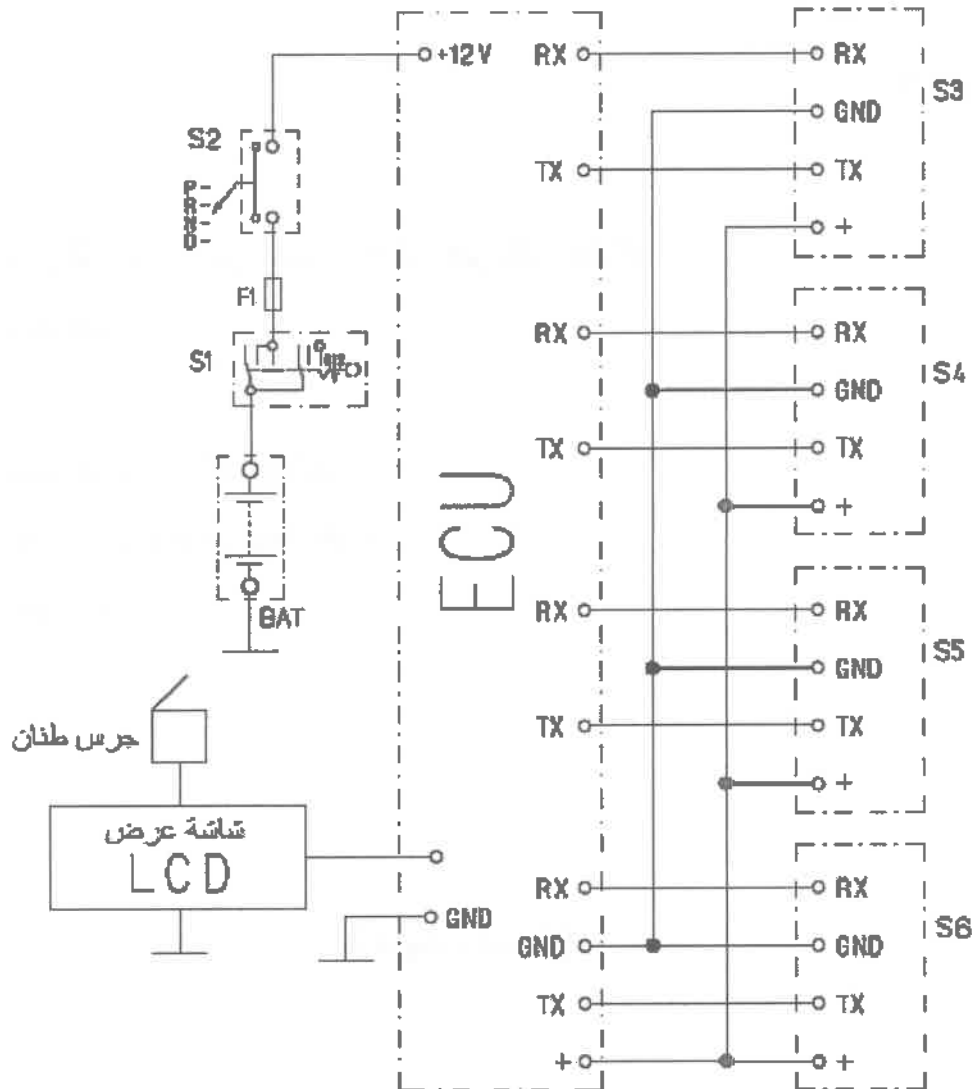 +12V
RX
RX
S3
GND
S2
TX
TX
P
R
N
D
+
F1
RX
RX
S1
S4
GND
TX
TX
ECU
+
RX
RX
BAT
S5
GND
TX
TX
جرس طنان
+
شاشة عرض
LCD
RX
RX
GND
S6
GND
GND
TX
TX
+
+